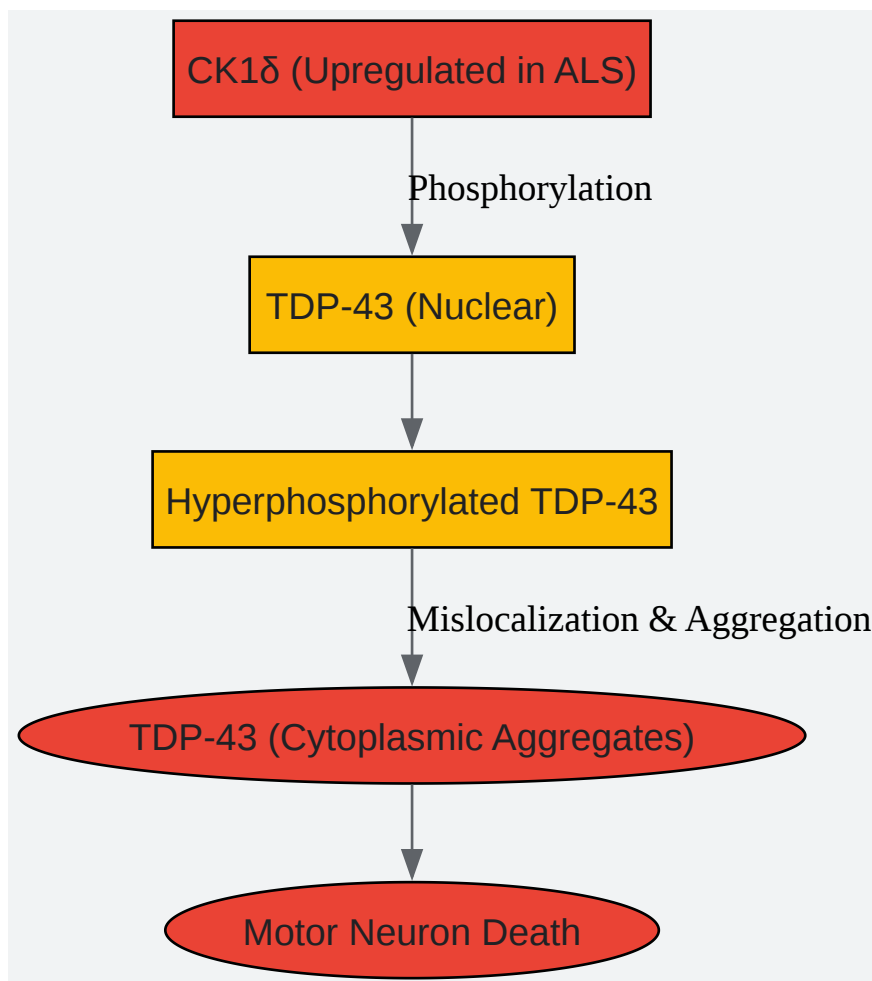 CK1δ (Upregulated in ALS)
Phosphorylation
TDP-43 (Nuclear)
Hyperphosphorylated TDP-43
Mislocalization & Aggregation
TDP-43 (Cytoplasmic Aggregates)
Motor Neuron Death